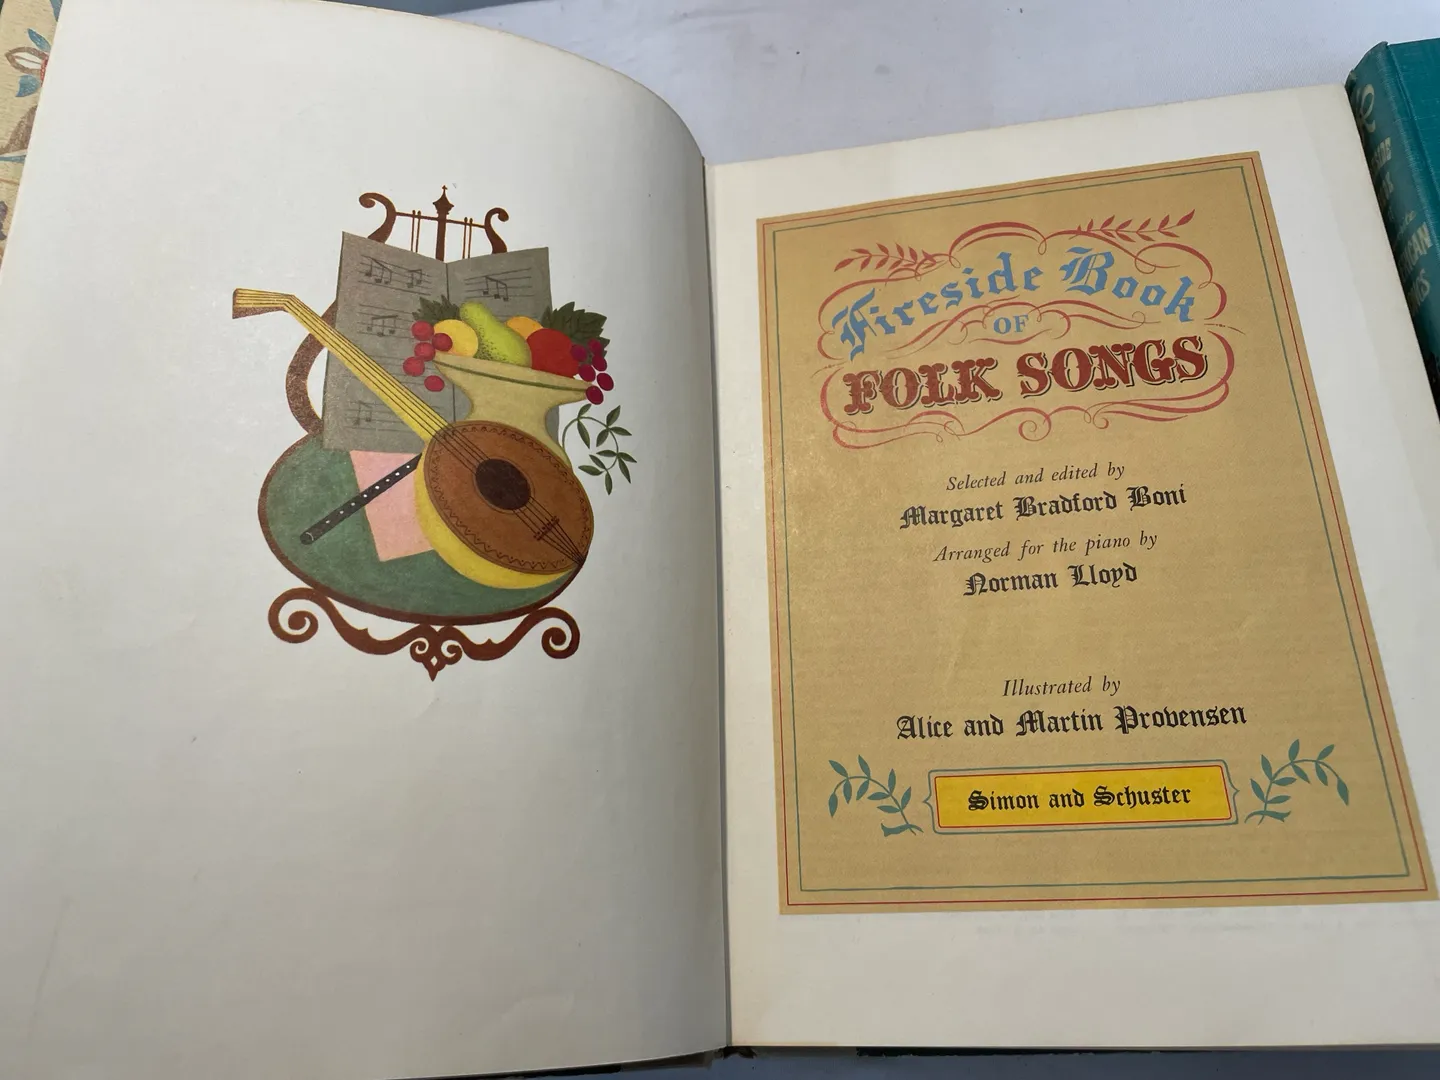 Fireside Book
OF
FOLK SONGS
Selected and edited by
Margaret Bradford Boni
Arranged for the piano by
Norman Lloyd
Illustrated by
Alice and Martin Provensen
Simon and Schuster